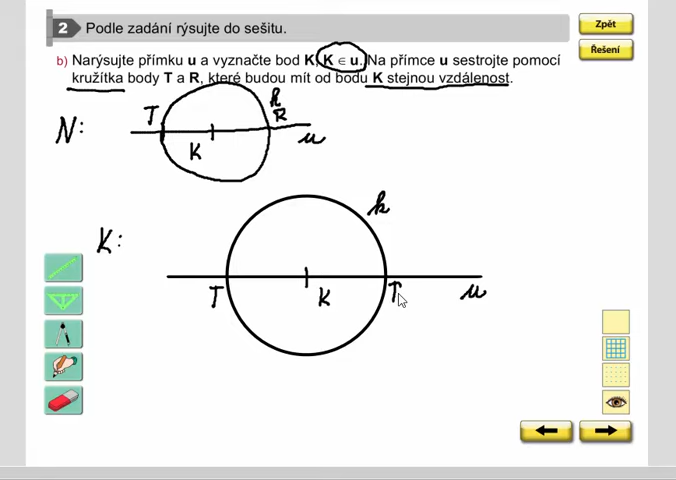 2 Podle zadání rýsujte do sešitu.
Zpět
Řešení
b) Narýsujte přímku u a vyznačte bod K, K ∈ u. Na přímce u sestrojte pomocí
kružítka body T a R, které budou mít od bodu K stejnou vzdálenost.
N:
T
k
R
K
u
K:
k
T
K
T
u